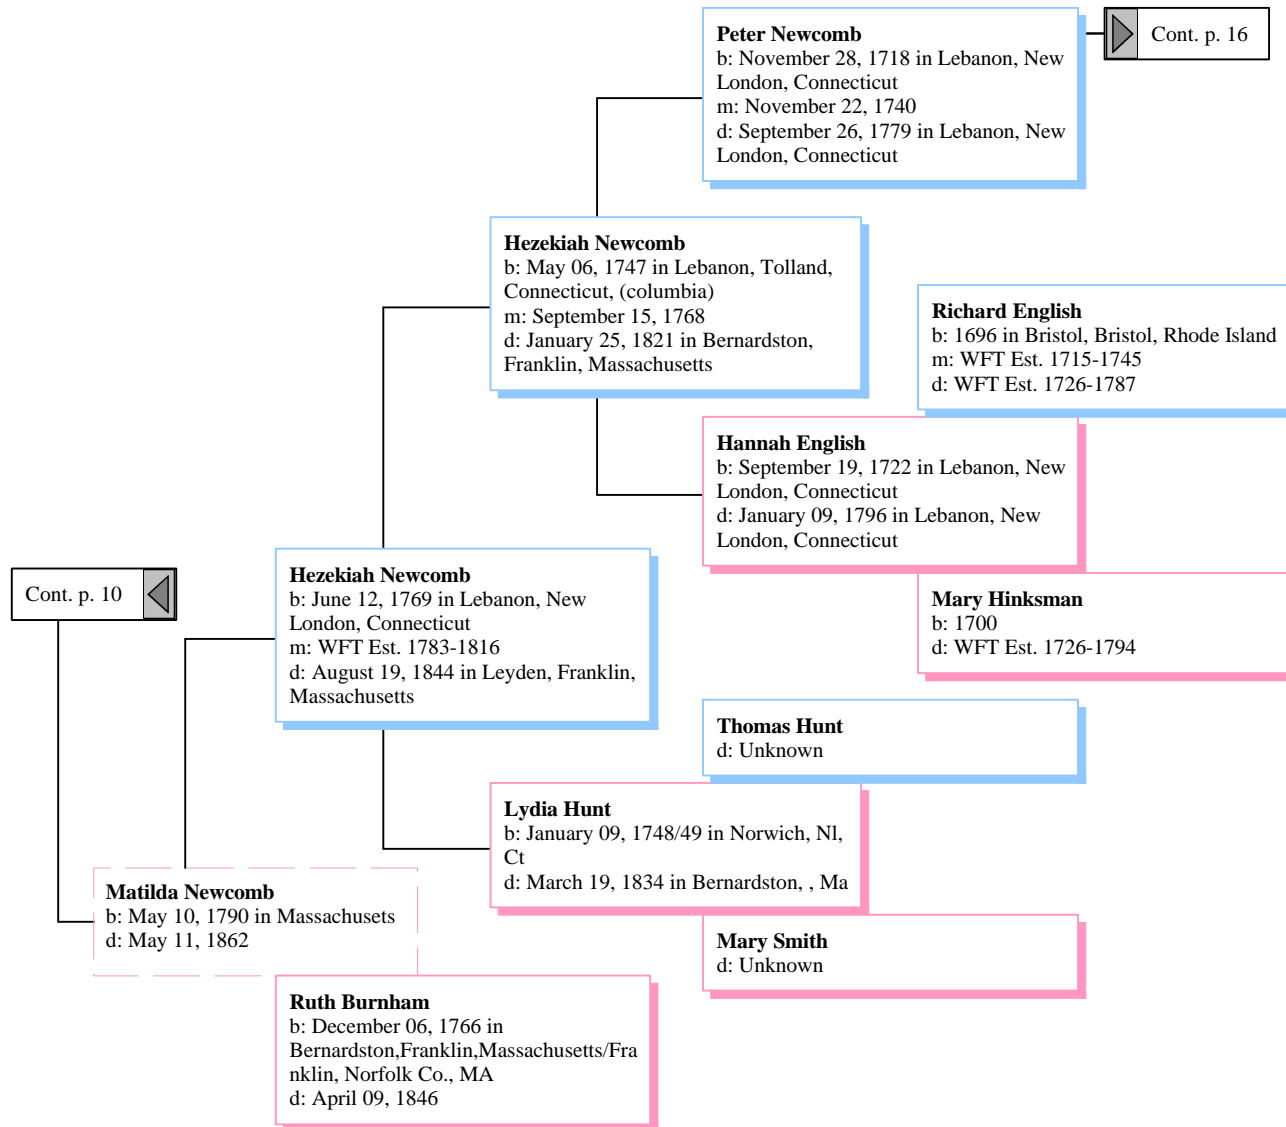 Peter Newcomb
b: November 28, 1718 in Lebanon, New
London, Connecticut
m: November 22, 1740
d: September 26, 1779 in Lebanon, New
London, Connecticut
Cont. p. 16
Hezekiah Newcomb
b: May 06, 1747 in Lebanon, Tolland,
Connecticut, (columbia)
m: September 15, 1768
d: January 25, 1821 in Bernardston,
Franklin, Massachusetts
Richard English
b: 1696 in Bristol, Bristol, Rhode Island
m: WFT Est. 1715-1745
d: WFT Est. 1726-1787
Hannah English
b: September 19, 1722 in Lebanon, New
London, Connecticut
d: January 09, 1796 in Lebanon, New
London, Connecticut
Cont. p. 10
Hezekiah Newcomb
b: June 12, 1769 in Lebanon, New
London, Connecticut
m: WFT Est. 1783-1816
d: August 19, 1844 in Leyden, Franklin,
Massachusetts
Mary Hinksman
b: 1700
d: WFT Est. 1726-1794
Thomas Hunt
d: Unknown
Lydia Hunt
b: January 09, 1748/49 in Norwich, Nl,
Ct
d: March 19, 1834 in Bernardston, , Ma
Matilda Newcomb
b: May 10, 1790 in Massachusets
d: May 11, 1862
Mary Smith
d: Unknown
Ruth Burnham
b: December 06, 1766 in
Bernardston,Franklin,Massachusetts/Fra
nklin, Norfolk Co., MA
d: April 09, 1846